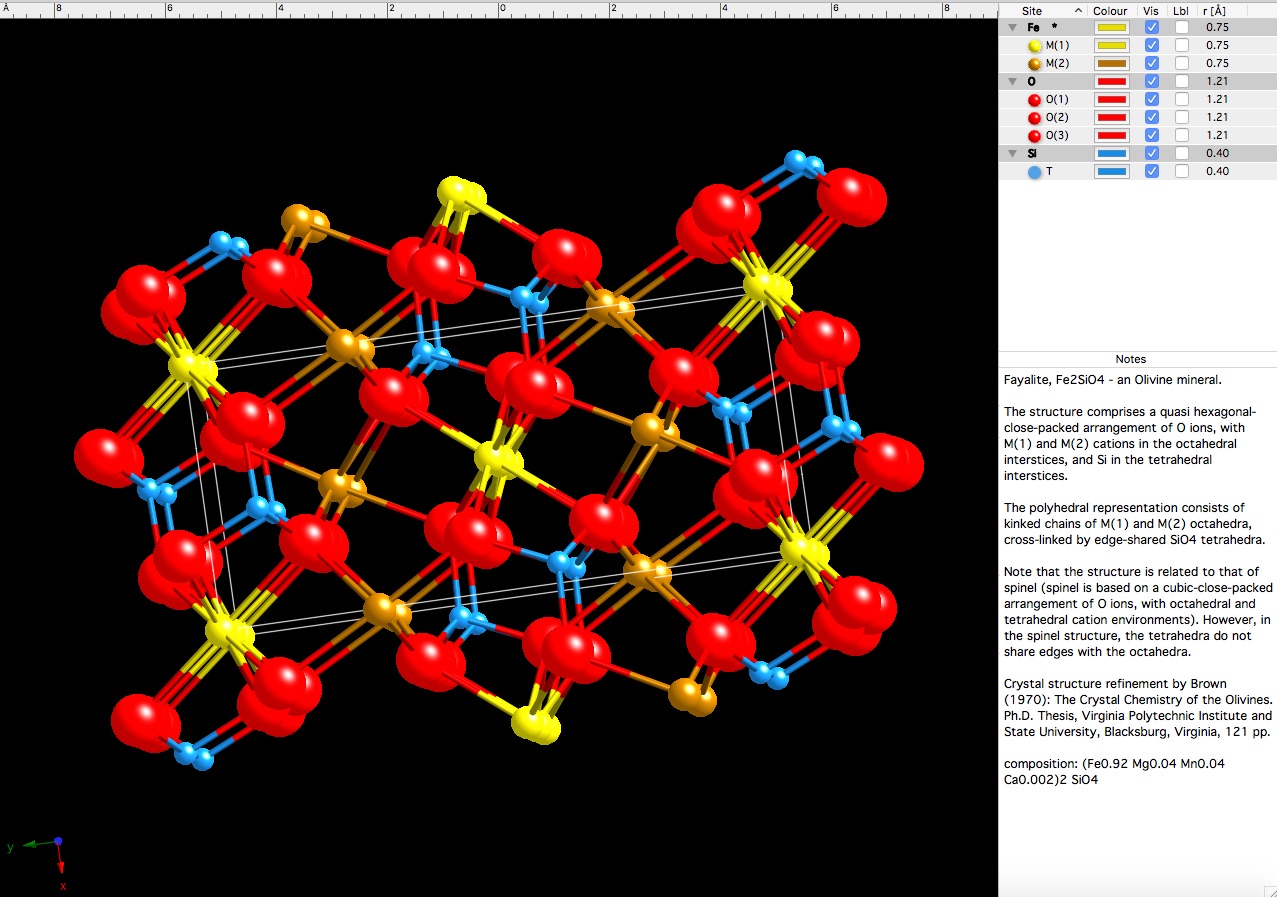 Å 8 6 4 2 0 2 4 6 8
Site Colour Vis Lbl r [Å]
Fe * 0.75
M(1) 0.75
M(2) 0.75
O 1.21
O(1) 1.21
O(2) 1.21
O(3) 1.21
Si 0.40
T 0.40
Notes
Fayalite, Fe2SiO4 - an Olivine mineral.
The structure comprises a quasi hexagonal-
close-packed arrangement of O ions, with
M(1) and M(2) cations in the octahedral
interstices, and Si in the tetrahedral
interstices.
The polyhedral representation consists of
kinked chains of M(1) and M(2) octahedra,
cross-linked by edge-shared SiO4 tetrahedra.
Note that the structure is related to that of
spinel (spinel is based on a cubic-close-packed
arrangement of O ions, with octahedral and
tetrahedral cation environments). However, in
the spinel structure, the tetrahedra do not
share edges with the octahedra.
Crystal structure refinement by Brown
(1970): The Crystal Chemistry of the Olivines.
Ph.D. Thesis, Virginia Polytechnic Institute and
State University, Blacksburg, Virginia, 121 pp.
composition: (Fe0.92 Mg0.04 Mn0.04
Ca0.002)2 SiO4
y
x